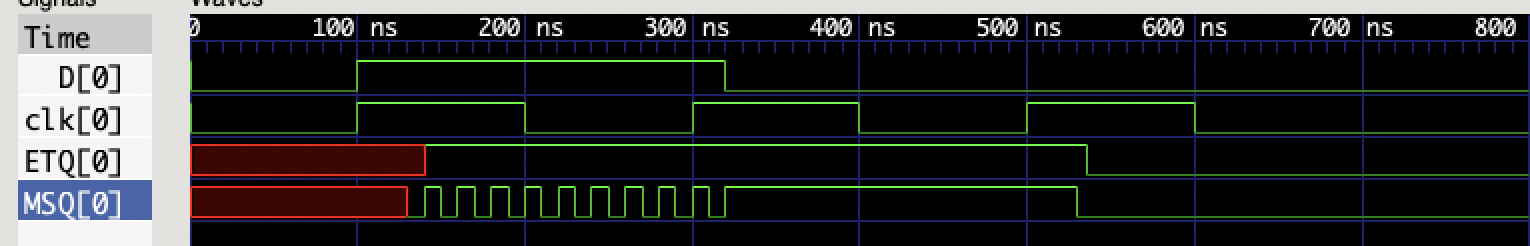 Signals
Waves
Time
0 100 ns 200 ns 300 ns 400 ns 500 ns 600 ns 700 ns 800
D[0]
clk[0]
ETQ[0]
MSQ[0]